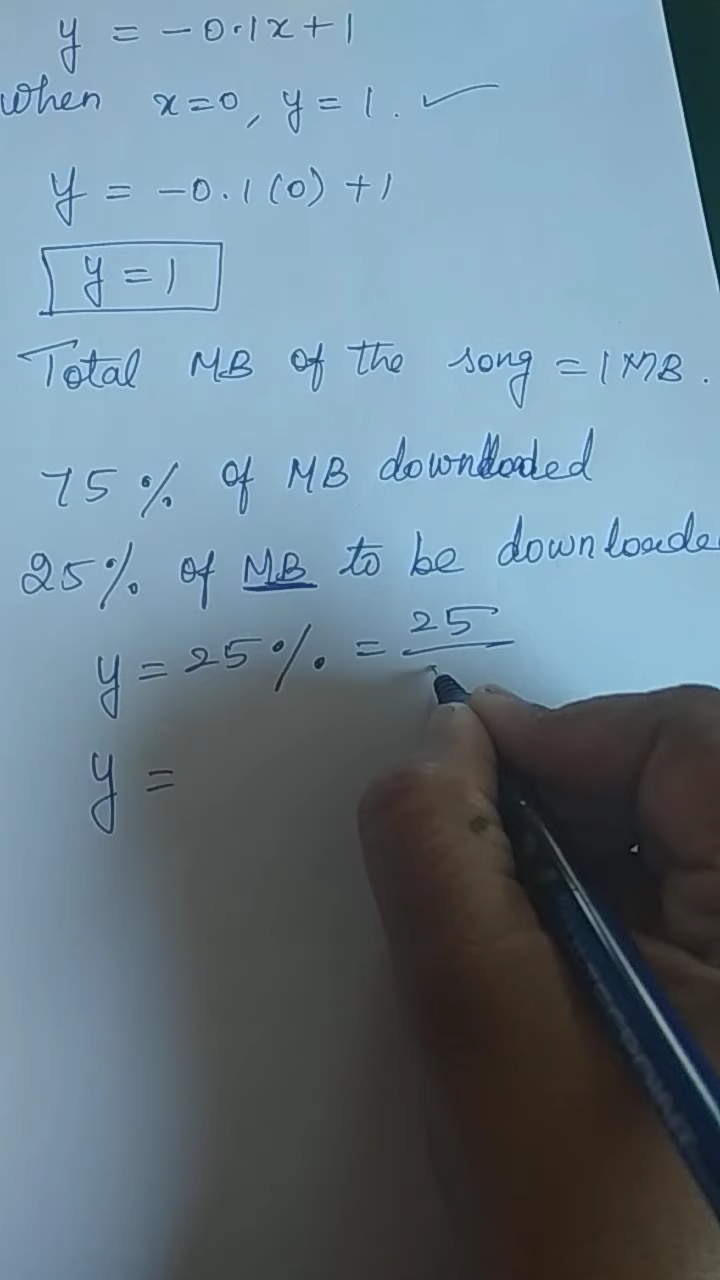 y = -0.1x+1
when x=0, y=1. ✓
y = -0.1(0)+1
y=1
Total MB of the song = 1MB.
75% of MB downloaded
25% of MB to be downloade
y=25% = 25
y =